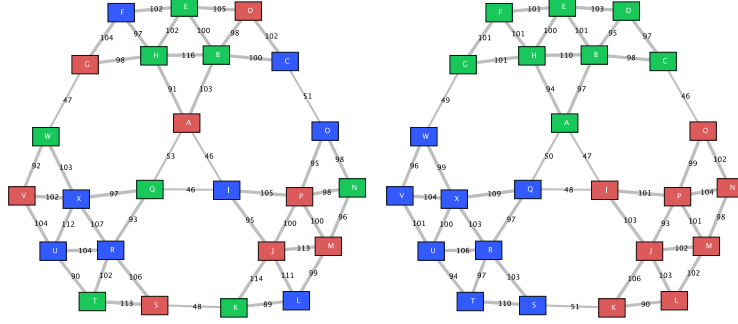 F 102 E 105 D
104 97 102 100 98 102
G 98 H 116 B 100 C
47 91 103 51
W A O
92 103 53 46 95 98
V 102 X 97 Q 46 I 105 P 98 N
104 112 107 93 95 100 100 96
U 104 R J 113 M
90 102 106 114 111 99
T 113 S 48 K 89 L
F 101 E 103 D
101 101 100 101 95 97
G 101 H 110 B 98 C
49 94 97 46
W A O
96 99 50 47 99 102
V 104 X 109 Q 48 I 101 P 104 N
101 100 103 97 103 93 101 98
U 106 R J 102 M
94 97 103 106 103 102
T 110 S 51 K 90 L